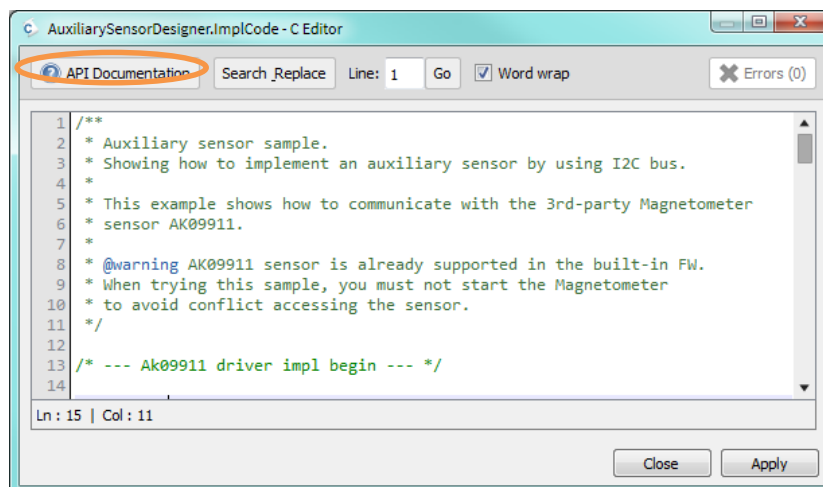 AuxiliarySensorDesigner.ImplCode - C Editor
API Documentation Search_Replace Line: 1 Go Word wrap Errors (0)
1 /**
2 * Auxiliary sensor sample.
3 * Showing how to implement an auxiliary sensor by using I2C bus.
4 *
5 * This example shows how to communicate with the 3rd-party Magnetometer
6 * sensor AK09911.
7 *
8 * @warning AK09911 sensor is already supported in the built-in FW.
9 * When trying this sample, you must not start the Magnetometer
10 * to avoid conflict accessing the sensor.
11 */
12
13 /* --- Ak09911 driver impl begin --- */
14
Ln : 15 | Col : 11
Close Apply